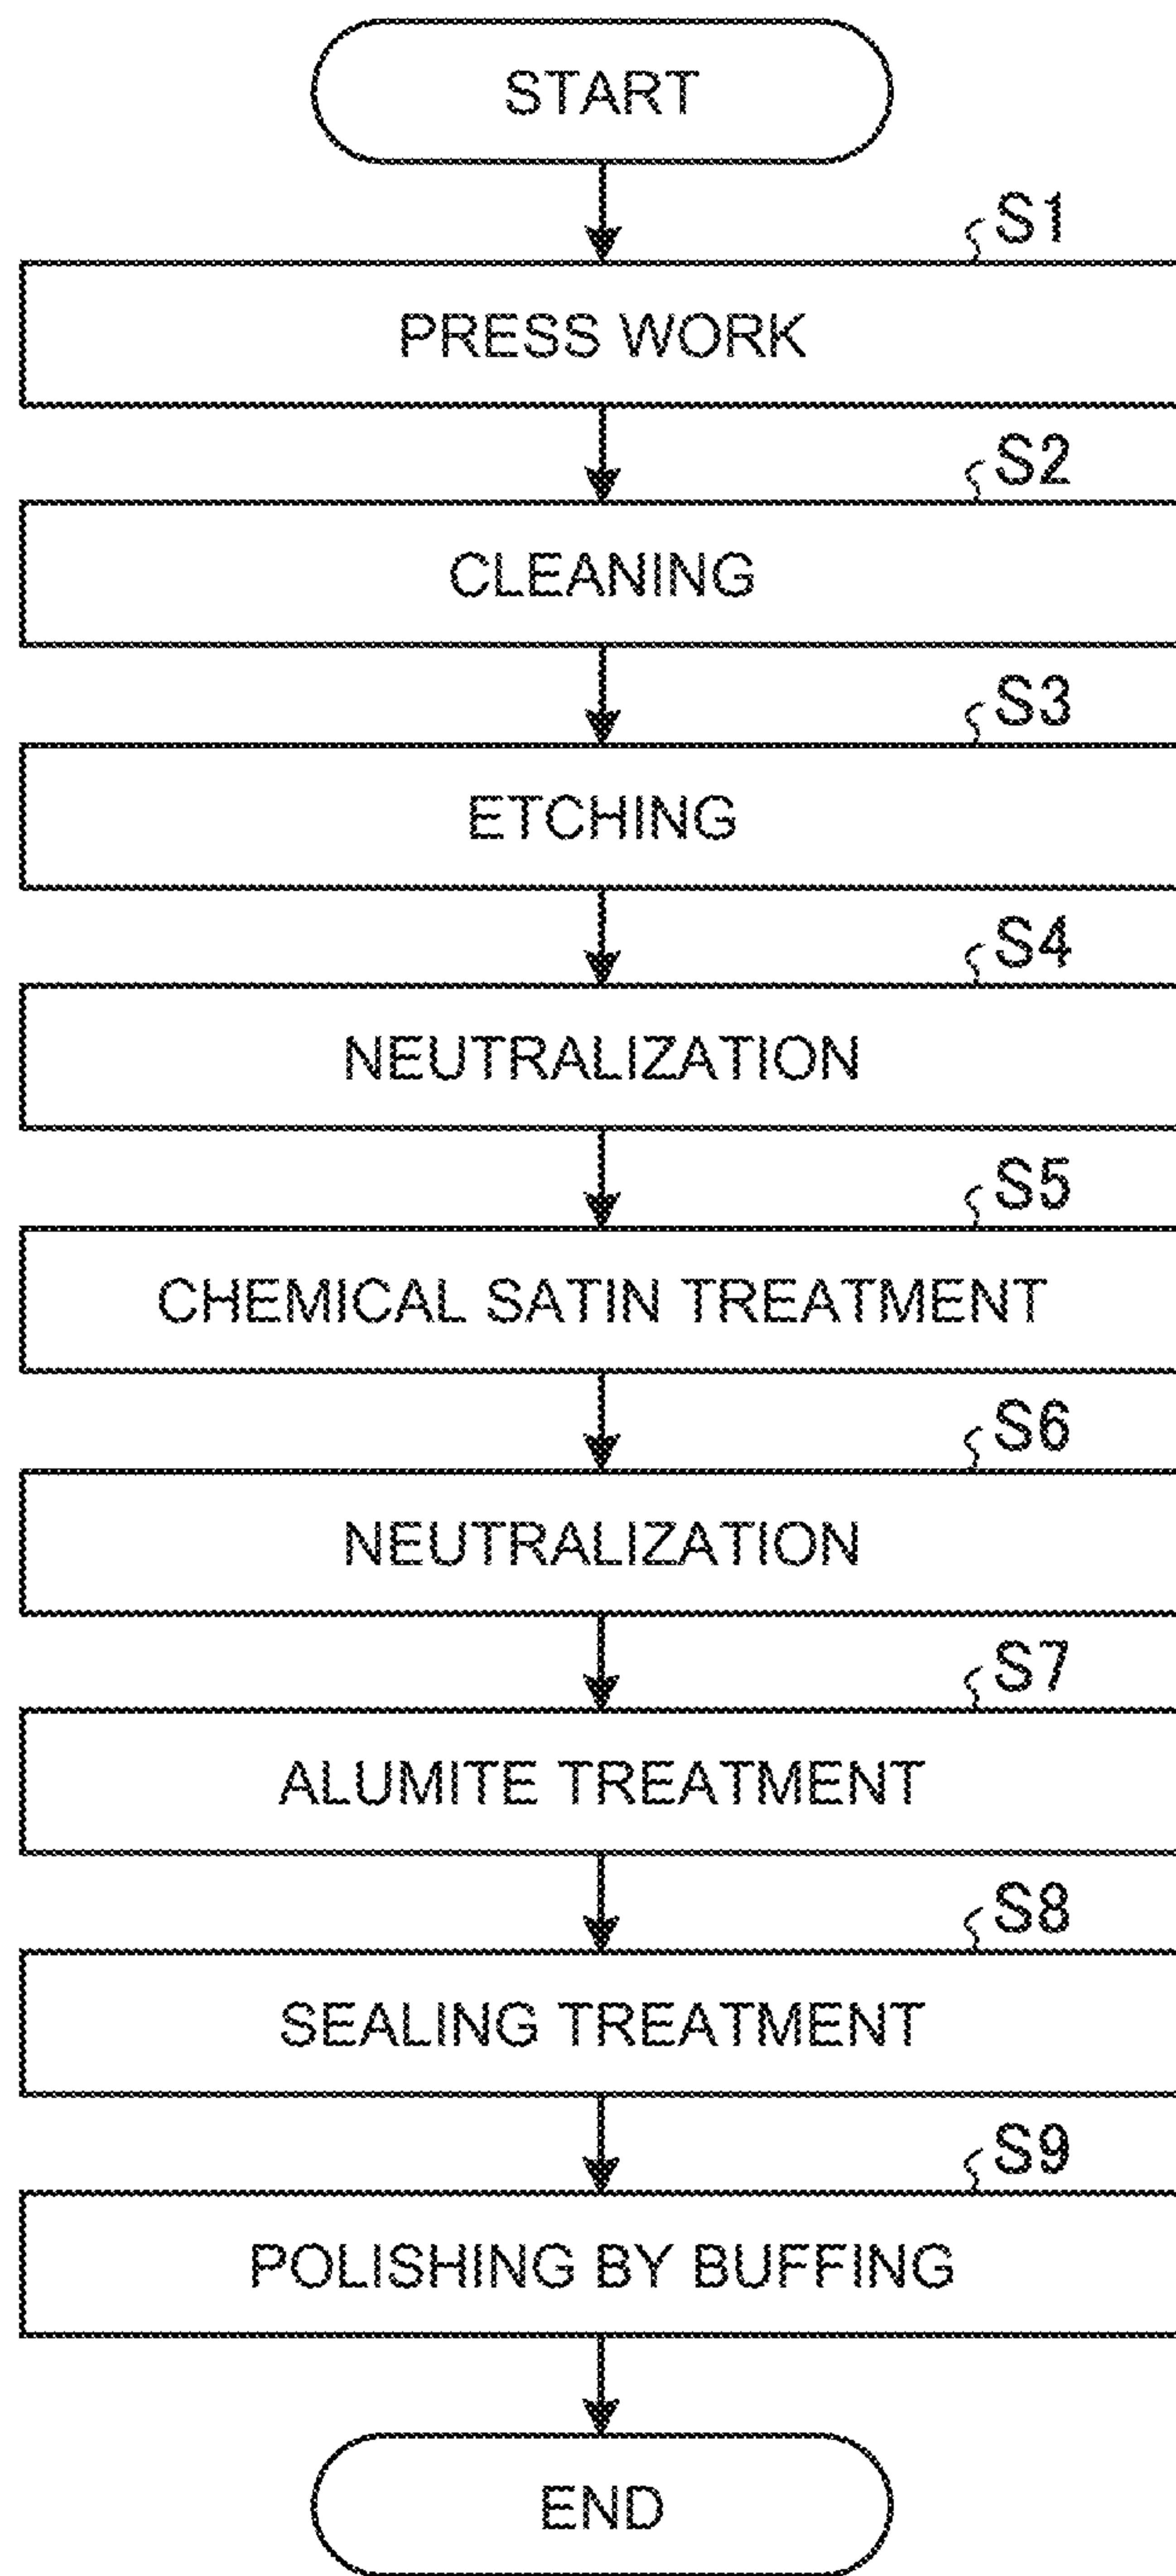 START
S1
PRESS WORK
S2
CLEANING
S3
ETCHING
S4
NEUTRALIZATION
S5
CHEMICAL SATIN TREATMENT
S6
NEUTRALIZATION
S7
ALUMITE TREATMENT
S8
SEALING TREATMENT
S9
POLISHING BY BUFFING
END